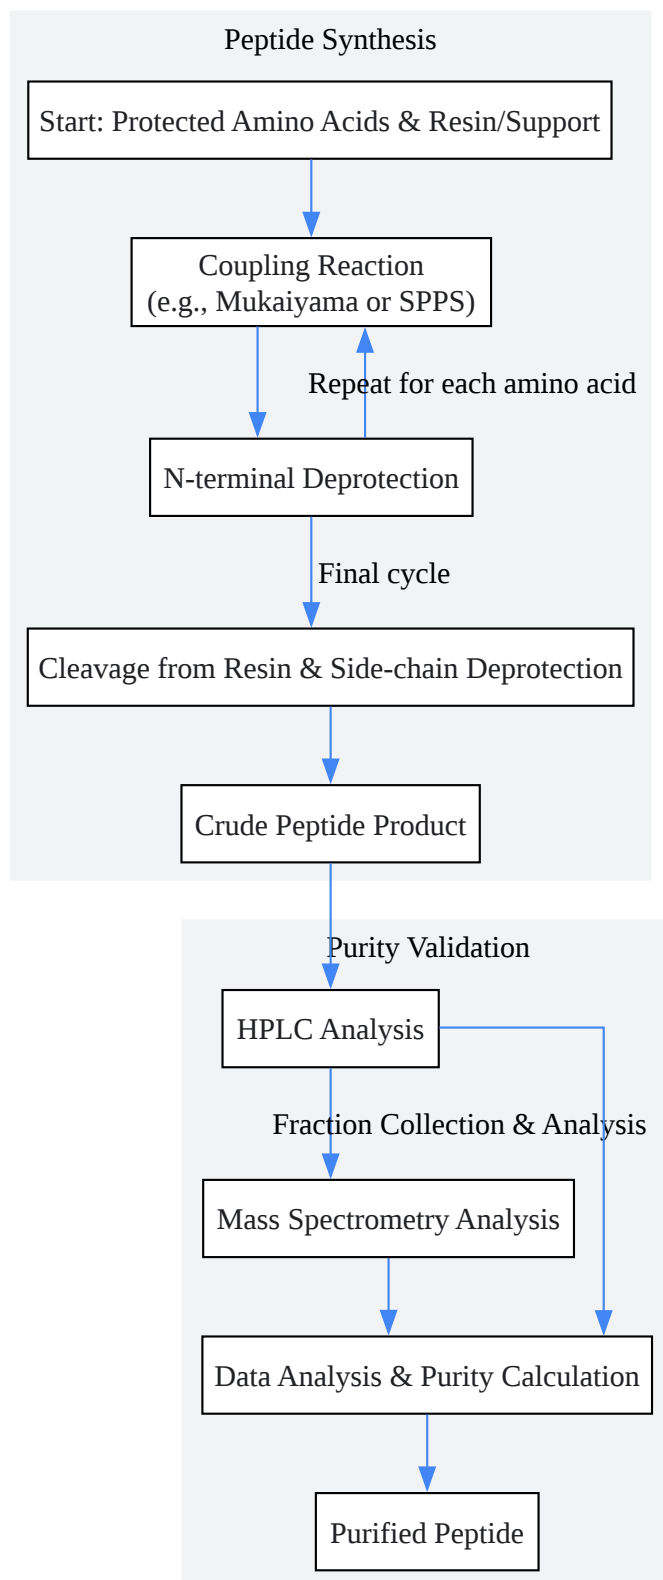 Peptide Synthesis
Start: Protected Amino Acids & Resin/Support
Coupling Reaction
(e.g., Mukaiyama or SPPS)
Repeat for each amino acid
N-terminal Deprotection
Final cycle
Cleavage from Resin & Side-chain Deprotection
Crude Peptide Product
Purity Validation
HPLC Analysis
Fraction Collection & Analysis
Mass Spectrometry Analysis
Data Analysis & Purity Calculation
Purified Peptide